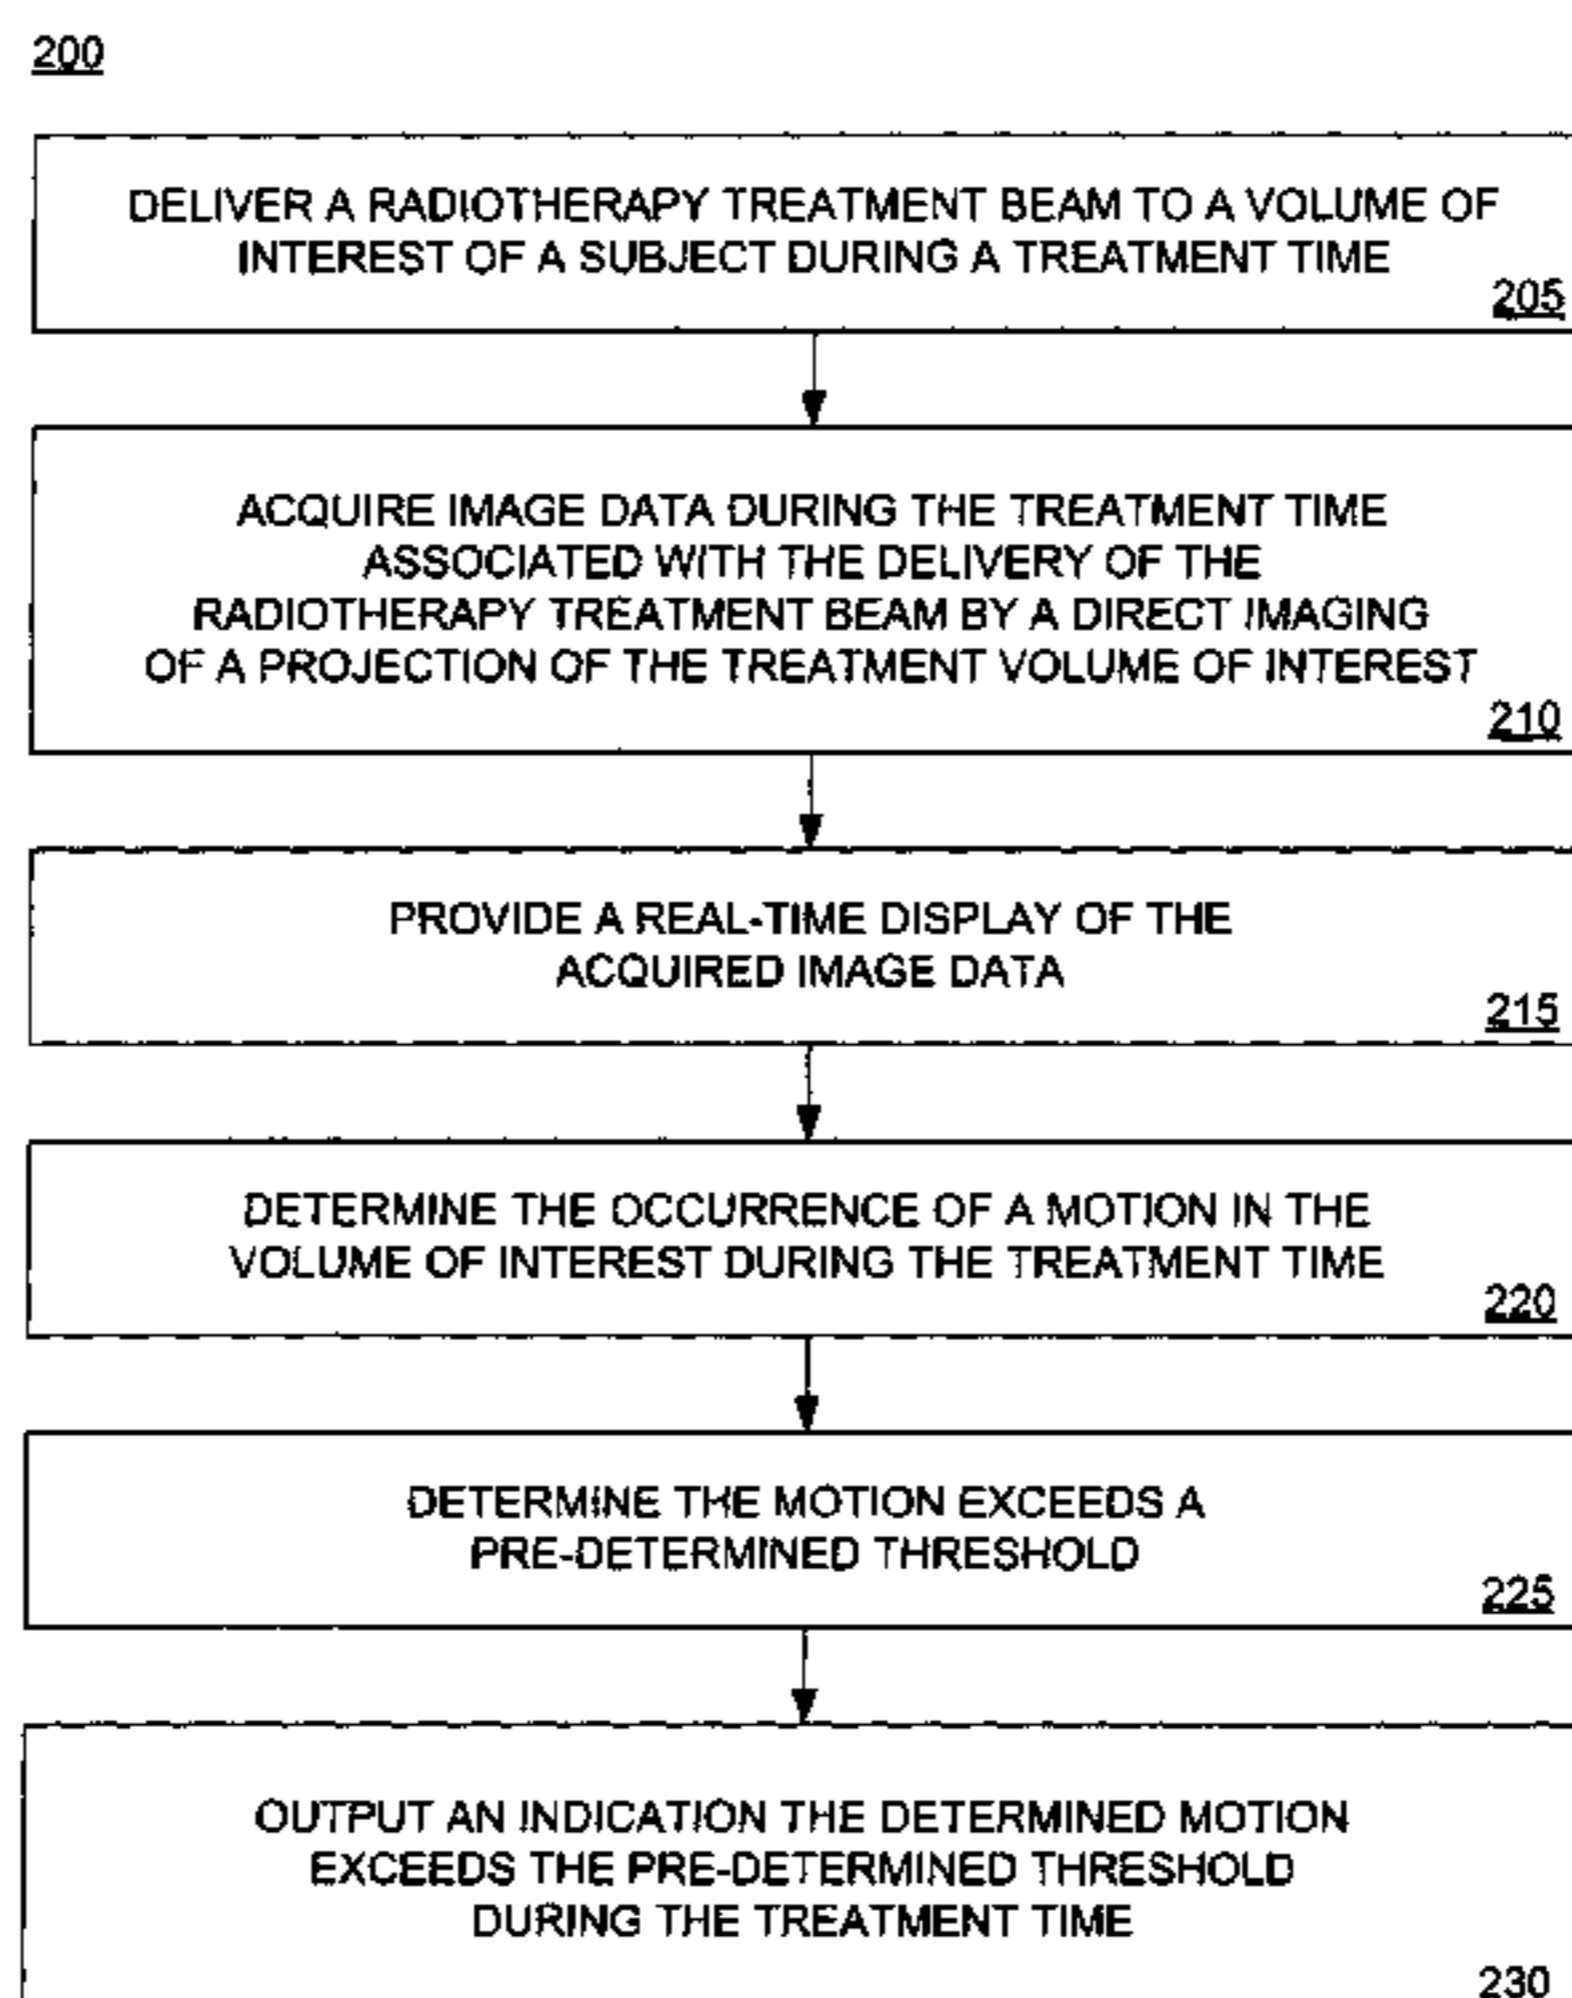 200
DELIVER A RADIOTHERAPY TREATMENT BEAM TO A VOLUME OF
INTEREST OF A SUBJECT DURING A TREATMENT TIME
205
ACQUIRE IMAGE DATA DURING THE TREATMENT TIME
ASSOCIATED WITH THE DELIVERY OF THE
RADIOTHERAPY TREATMENT BEAM BY A DIRECT IMAGING
OF A PROJECTION OF THE TREATMENT VOLUME OF INTEREST
210
PROVIDE A REAL-TIME DISPLAY OF THE
ACQUIRED IMAGE DATA
215
DETERMINE THE OCCURRENCE OF A MOTION IN THE
VOLUME OF INTEREST DURING THE TREATMENT TIME
220
DETERMINE THE MOTION EXCEEDS A
PRE-DETERMINED THRESHOLD
225
OUTPUT AN INDICATION THE DETERMINED MOTION
EXCEEDS THE PRE-DETERMINED THRESHOLD
DURING THE TREATMENT TIME
230